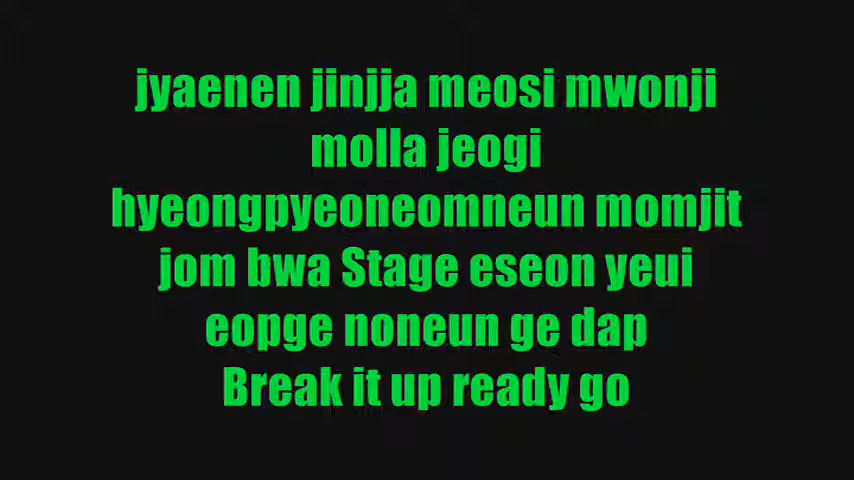 jyaenen jinjja meosi mwonji
molla jeogi
hyeongpyeoneomneun momjit
jom bwa Stage eseon yeui
eopge noneun ge dap
Break it up ready go